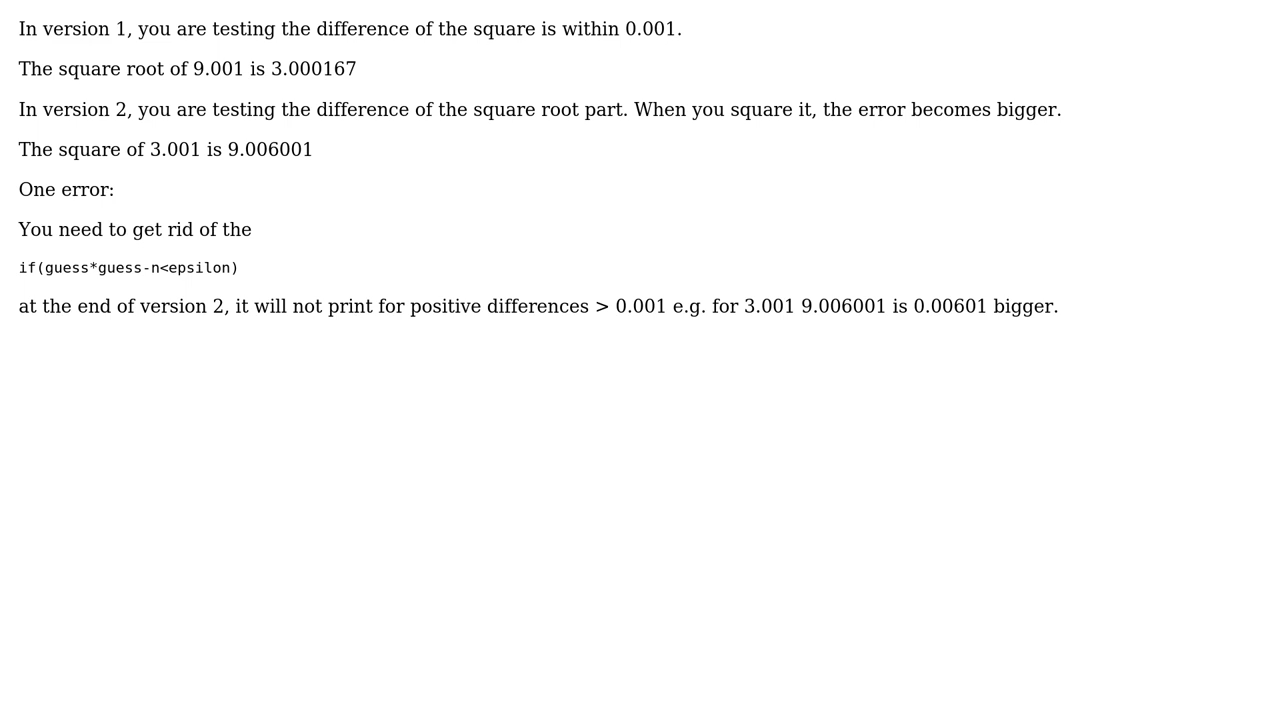 In version 1, you are testing the difference of the square is within 0.001.
The square root of 9.001 is 3.000167
In version 2, you are testing the difference of the square root part. When you square it, the error becomes bigger.
The square of 3.001 is 9.006001
One error:
You need to get rid of the
if(guess*guess-n<epsilon)
at the end of version 2, it will not print for positive differences > 0.001 e.g. for 3.001 9.006001 is 0.00601 bigger.